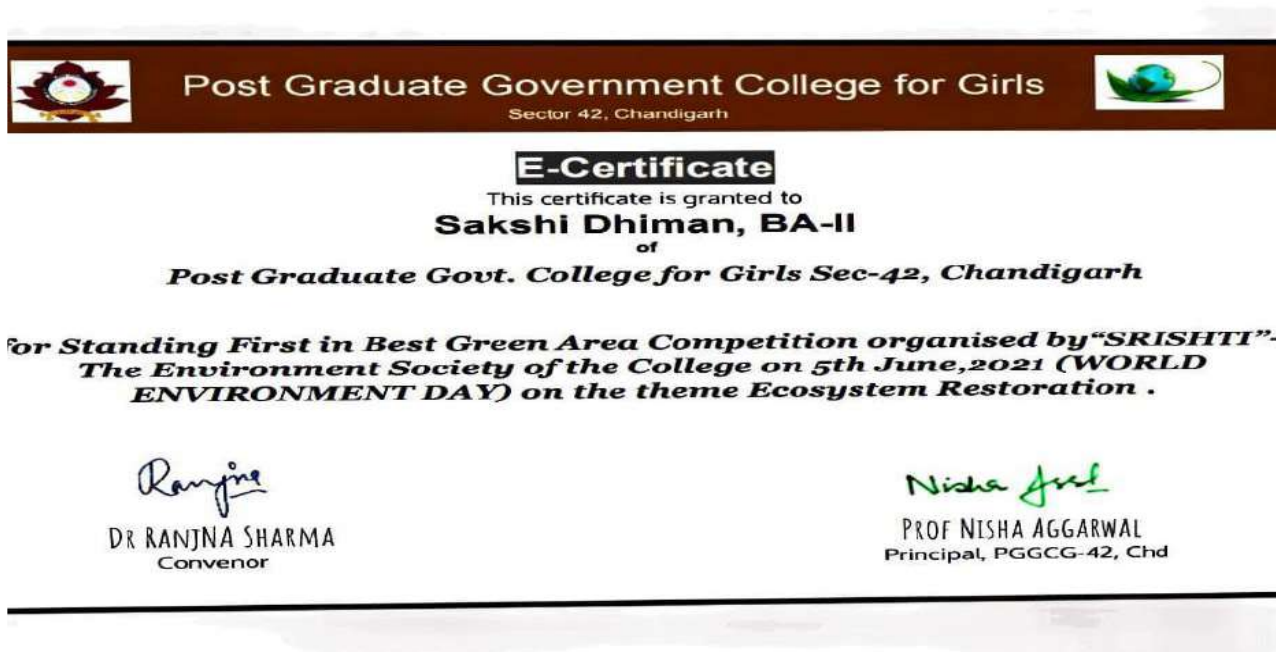 Post Graduate Government College for Girls
Sector 42, Chandigarh
E-Certificate
This certificate is granted to
Sakshi Dhiman, BA-II
of
Post Graduate Govt. College for Girls Sec-42, Chandigarh
for Standing First in Best Green Area Competition organised by“SRISHTI”-
The Environment Society of the College on 5th June,2021 (WORLD
ENVIRONMENT DAY) on the theme Ecosystem Restoration .
Ranjna
Nisha
DR RANJNA SHARMA
Convenor
PROF NISHA AGGARWAL
Principal, PGGCG-42, Chd